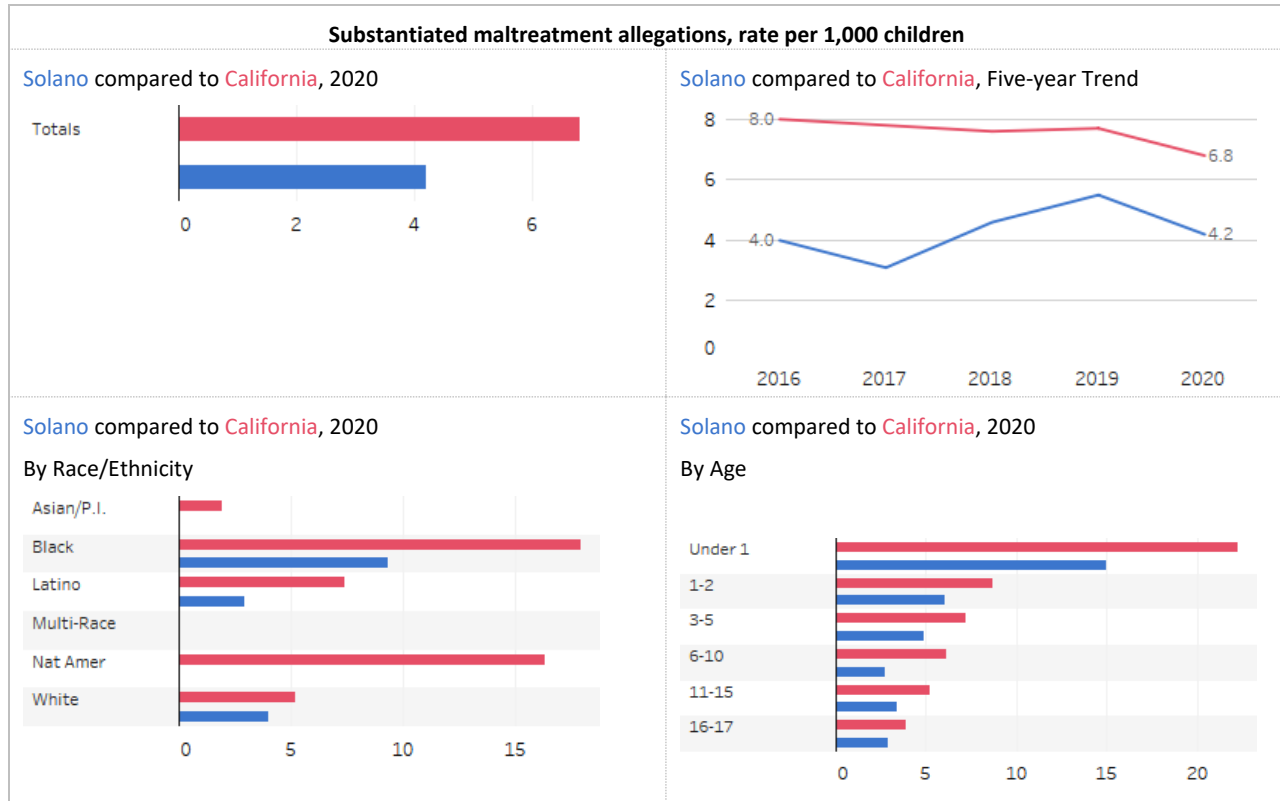 Substantiated maltreatment allegations, rate per 1,000 children
Solano compared to California, 2020
Totals
0 2 4 6
Solano compared to California, Five-year Trend
8
6
4
2
0
8.0
6.8
4.0
4.2
2016 2017 2018 2019 2020
Solano compared to California, 2020
By Race/Ethnicity
Asian/P.I.
Black
Latino
Multi-Race
Nat Amer
White
0 5 10 15
Solano compared to California, 2020
By Age
Under 1
1-2
3-5
6-10
11-15
16-17
0 5 10 15 20